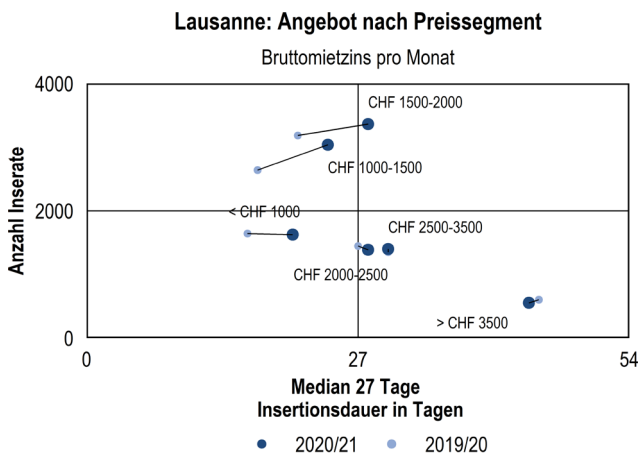 Lausanne: Angebot nach Preissegment
Bruttomietzins pro Monat
4000
CHF 1500-2000
CHF 1000-1500
Anzahl Inserate
2000
< CHF 1000
CHF 2500-3500
CHF 2000-2500
> CHF 3500
0
0
27
54
Median 27 Tage
Insertionsdauer in Tagen
2020/21
2019/20